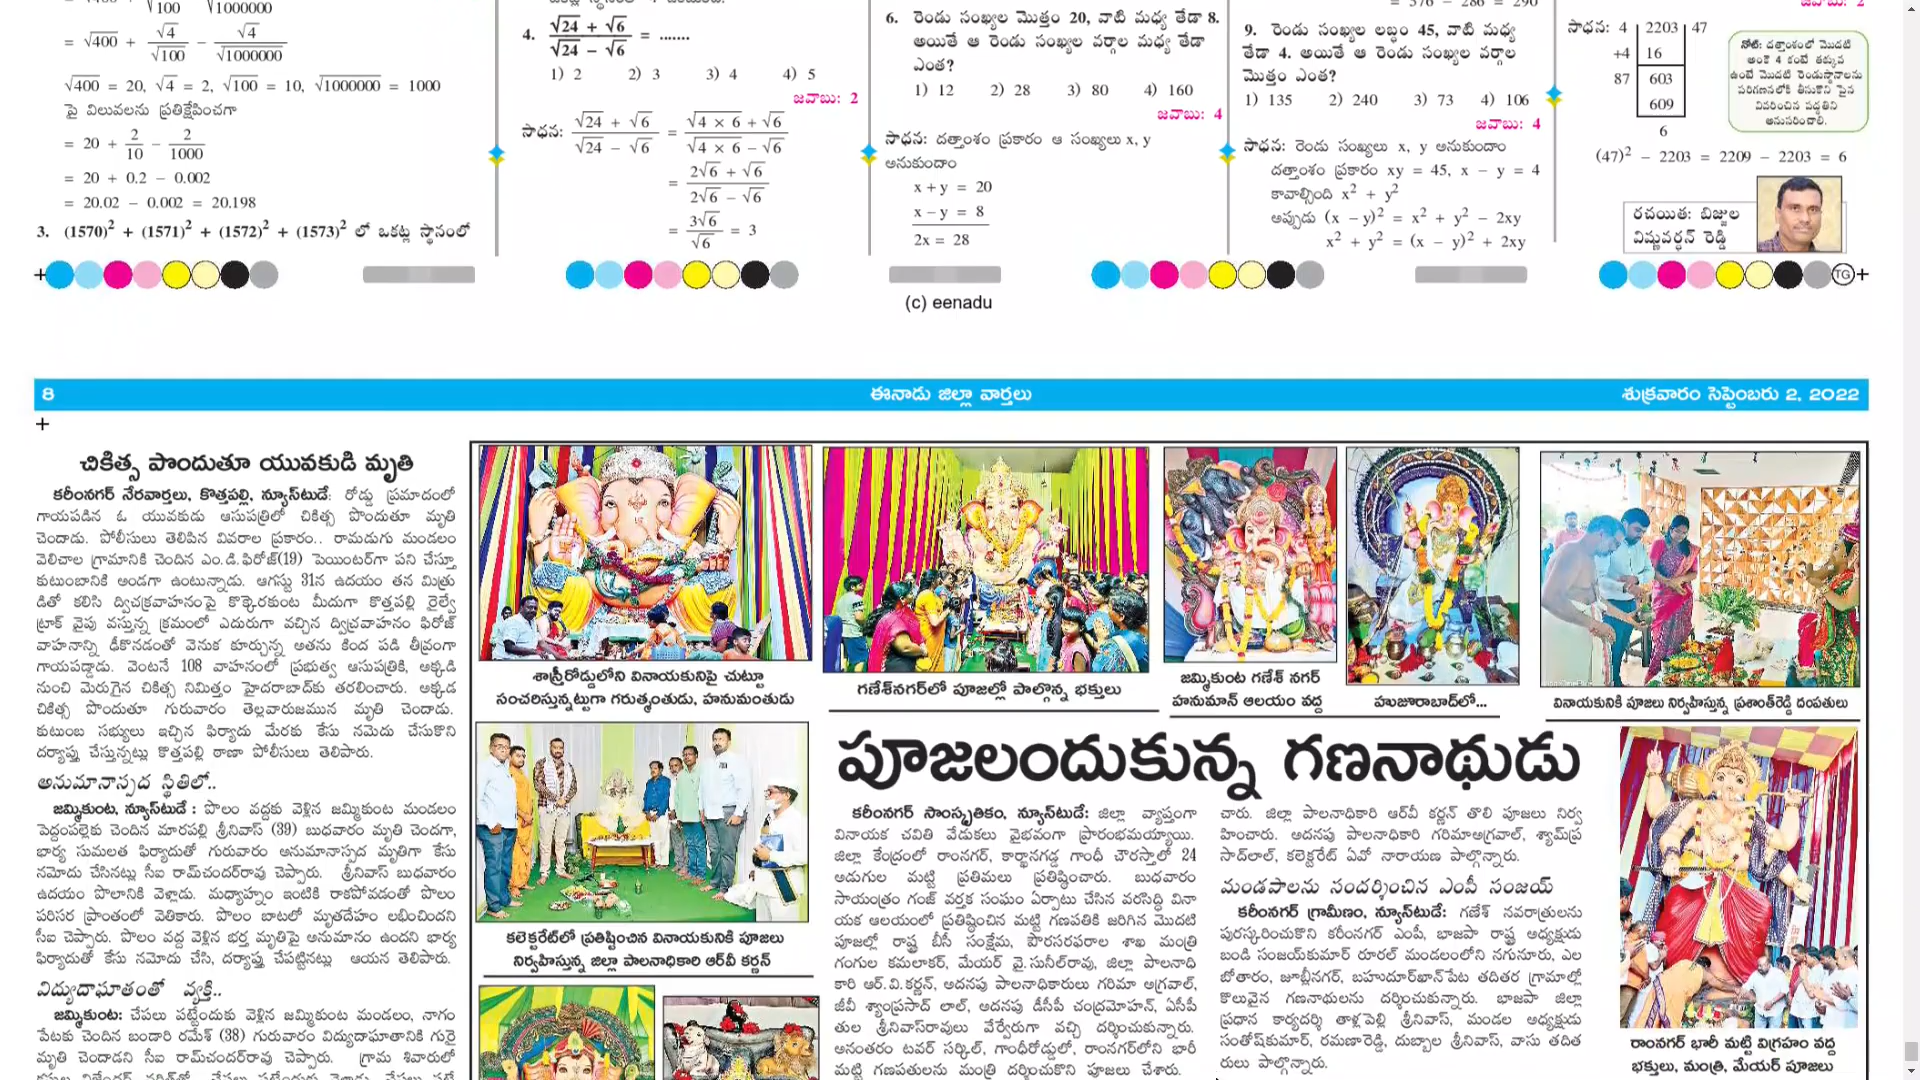 = √400 + √4/√100 − √4/√1000000
√400 = 20, √4 = 2, √100 = 10, √1000000 = 1000
పై విలువలను ప్రతిక్షేపించగా
= 20 + 2/10 − 2/1000
= 20 + 0.2 − 0.002
= 20.02 − 0.002 = 20.198
3. (1570)² + (1571)² + (1572)² + (1573)² లో ఒకట్ల స్థానంలో
4. (√24 + √6)/(√24 − √6) = .......
1) 2 2) 3 3) 4 4) 5
జవాబు: 2
సాధన: (√24 + √6)/(√24 − √6) = (√4 × 6 + √6)/(√4 × 6 − √6)
= (2√6 + √6)/(2√6 − √6)
= 3√6/√6 = 3
6. రెండు సంఖ్యల మొత్తం 20, వాటి మధ్య తేడా 8.
అయితే ఆ రెండు సంఖ్యల వర్గాల మధ్య తేడా
ఎంత?
1) 12 2) 28 3) 80 4) 160
జవాబు: 4
సాధన: దత్తాంశం ప్రకారం ఆ సంఖ్యలు x, y
అనుకుందాం
x + y = 20
x − y = 8
2x = 28
= 576 − 286 = 290
9. రెండు సంఖ్యల లబ్ధం 45, వాటి మధ్య
తేడా 4. అయితే ఆ రెండు సంఖ్యల వర్గాల
మొత్తం ఎంత?
1) 135 2) 240 3) 73 4) 106
జవాబు: 4
సాధన: రెండు సంఖ్యలు x, y అనుకుందాం
దత్తాంశం ప్రకారం xy = 45, x − y = 4
కావాల్సింది x² + y²
అప్పుడు (x − y)² = x² + y² − 2xy
x² + y² = (x − y)² + 2xy
జవాబు: 2
సాధన: 4 2203 47
+4 16
87 603
609
6
(47)² − 2203 = 2209 − 2203 = 6
నోట్: దత్తాంశంలో మొదటి
అంకె 4 కంటే తక్కువ
ఉంటే మొదటి రెండుస్థానాలను
పరిగణనలోకి తీసుకొని పైన
వివరించిన పద్ధతిని
అనుసరించాలి.
రచయిత: బిజ్జుల
విష్ణువర్ధన్ రెడ్డి
TG
(c) eenadu
8 ఈనాడు జిల్లా వార్తలు శుక్రవారం సెప్టెంబరు 2, 2022
చికిత్స పొందుతూ యువకుడి మృతి
కరీంనగర్ నేరవార్తలు, కొత్తపల్లి, న్యూస్‌టుడే: రోడ్డు ప్రమాదంలో
గాయపడిన ఓ యువకుడు ఆసుపత్రిలో చికిత్స పొందుతూ మృతి
చెందాడు. పోలీసులు తెలిపిన వివరాల ప్రకారం.. రామడుగు మండలం
వెలిచాల గ్రామానికి చెందిన ఎం.డి.ఫిరోజ్(19) పెయింటర్‌గా పని చేస్తూ
కుటుంబానికి అండగా ఉంటున్నాడు. ఆగస్టు 31న ఉదయం తన మిత్రు
డితో కలిసి ద్విచక్రవాహనంపై కొక్కెరకుంట మీదుగా కొత్తపల్లి రైల్వే
ట్రాక్ వైపు వస్తున్న క్రమంలో ఎదురుగా వచ్చిన ద్విచ్రవాహనం ఫిరోజ్
వాహనాన్ని ఢీకొనడంతో వెనుక కూర్చున్న అతను కింద పడి తీవ్రంగా
గాయపడ్డాడు. వెంటనే 108 వాహనంలో ప్రభుత్వ ఆసుపత్రికి, అక్కడి
నుంచి మెరుగైన చికిత్స నిమిత్తం హైదరాబాద్‌కు తరలించారు. అక్కడ
చికిత్స పొందుతూ గురువారం తెల్లవారుజమున మృతి చెందాడు.
కుటుంబ సభ్యులు ఇచ్చిన ఫిర్యాదు మేరకు కేసు నమెదు చేసుకొని
దర్యాప్తు చేస్తున్నట్లు కొత్తపల్లి ఠాణా పోలీసులు తెలిపారు.
అనుమానాస్పద స్థితిలో..
జమ్మికుంట, న్యూస్‌టుడే : పొలం వద్దకు వెళ్లిన జమ్మికుంట మండలం
పెద్దంపల్లెకు చెందిన మారపల్లి శ్రీనివాస్ (39) బుధవారం మృతి చెందగా,
భార్య సుమలత ఫిర్యాదుతో గురువారం అనుమానాస్పద మృతిగా కేసు
నమోదు చేసినట్లు సీఐ రామ్‌చందర్‌రావు చెప్పారు. శ్రీనివాస్ బుధవారం
ఉదయం పొలానికి వెళ్లాడు. మధ్యాహ్నం ఇంటికి రాకపోవడంతో పొలం
పరిసర ప్రాంతంలో వెతికారు. పొలం బాటలో మృతదేహం లభించిందని
సీఐ చెప్పారు. పొలం వద్ద వెళ్లిన భర్త మృతిపై అనుమానం ఉందని భార్య
ఫిర్యాదుతో కేసు నమోదు చేసి, దర్యాప్తు చేపట్టినట్లు ఆయన తెలిపారు.
విద్యుదాఘాతంతో వ్యక్తి..
జమ్మికుంట: చేపలు పట్టేందుకు వెళ్లిన జమ్మికుంట మండలం, నాగం
పేటకు చెందిన బండారి రమేశ్ (38) గురువారం విద్యుదాఘాతానికి గురై
మృతి చెందాడని సీఐ రామ్‌చందర్‌రావు చెప్పారు. గ్రామ శివారులో
శాస్త్రీరోడ్డులోని వినాయకునిపై చుట్టూ
సంచరిస్తున్నట్లుగా గరుత్మంతుడు, హనుమంతుడు
గణేశ్‌నగర్‌లో పూజల్లో పాల్గొన్న భక్తులు
జమ్మికుంట గణేశ్ నగర్
హనుమాన్ ఆలయం వద్ద
హుజూరాబాద్‌లో...
వినాయకునికి పూజలు నిర్వహిస్తున్న ప్రశాంత్‌రెడ్డి దంపతులు
కలెక్టరేట్‌లో ప్రతిష్ఠించిన వినాయకునికి పూజలు
నిర్వహిస్తున్న జిల్లా పాలనాధికారి ఆర్‌వీ కర్ణన్
పూజలందుకున్న గణనాథుడు
కరీంనగర్ సాంస్కృతికం, న్యూస్‌టుడే: జిల్లా వ్యాప్తంగా
వినాయక చవితి వేడుకలు వైభవంగా ప్రారంభమయ్యాయి.
జిల్లా కేంద్రంలో రాంనగర్, కార్ఖానగడ్డ గాంధీ చౌరస్తాలో 24
అడుగుల మట్టి ప్రతిమలు ప్రతిష్ఠించారు. బుధవారం
సాయంత్రం గంజ్ వర్తక సంఘం ఏర్పాటు చేసిన వరసిద్ధి వినా
యక ఆలయంలో ప్రతిష్ఠించిన మట్టి గణపతికి జరిగిన మొదటి
పూజల్లో రాష్ట్ర బీసీ సంక్షేమ, పౌరసరఫరాల శాఖ మంత్రి
గంగుల కమలాకర్, మేయర్ వై.సునీల్‌రావు, జిల్లా పాలనాధి
కారి ఆర్.వి.కర్ణన్, అదనపు పాలనాధికారులు గరిమా అగ్రవాల్,
జీవీ శ్యాంప్రసాద్ లాల్, అదనపు డీసీపీ చంద్రమోహన్, ఏసీపీ
తుల శ్రీనివాస్‌రావులు వేర్వేరుగా వచ్చి దర్శించుకున్నారు.
అనంతరం టవర్ సర్కిల్, గాంధీరోడ్డులో, రాంనగర్‌లోని భారీ
మట్టి గణపతులను మంత్రి దర్శించుకొని పూజలు చేశారు.
చారు. జిల్లా పాలనాధికారి ఆర్‌వీ కర్ణన్ తొలి పూజలు నిర్వ
హించారు. అదనపు పాలనాధికారి గరిమాఅగ్రవాల్, శ్యామ్‌ప్ర
సాద్‌లాల్, కలెక్టరేట్ ఏవో నారాయణ పాల్గొన్నారు.
మండపాలను సందర్శించిన ఎంపీ సంజయ్
కరీంనగర్ గ్రామీణం, న్యూస్‌టుడే: గణేశ్ నవరాత్రులను
పురస్కరించుకొని కరీంనగర్ ఎంపీ, భాజపా రాష్ట్ర అధ్యక్షుడు
బండి సంజయ్‌కుమార్ రూరల్ మండలంలోని నగునూరు, ఎల
బోతారం, జూబ్లీనగర్, బహదూర్‌ఖాన్‌పేట తదితర గ్రామాల్లో
కొలువైన గణనాథులను దర్శించుకున్నారు. భాజపా జిల్లా
ప్రధాన కార్యదర్శి తాళ్లపెల్లి శ్రీనివాస్, మండల అధ్యక్షుడు
సంతోష్‌కుమార్, రమణారెడ్డి, దుబ్బాల శ్రీనివాస్, వాసు తదిత
రులు పాల్గొన్నారు.
రాంనగర్ భారీ మట్టి విగ్రహం వద్ద
భక్తులు, మంత్రి, మేయర్ పూజలు